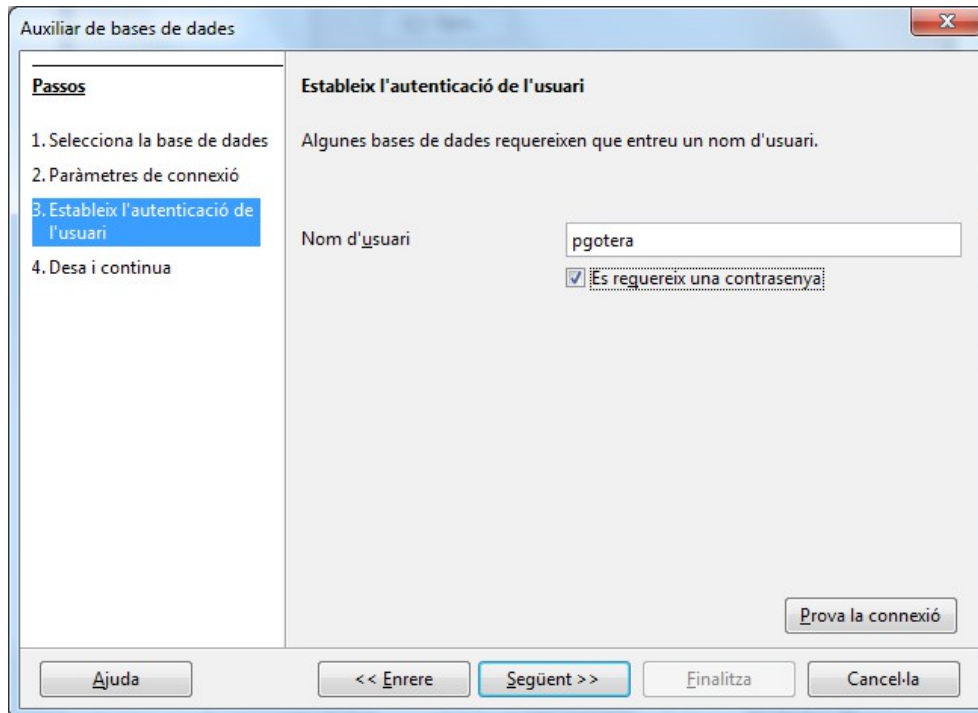 Auxiliar de bases de dades
Passos
1. Selecciona la base de dades
2. Paràmetres de connexió
3. Estableix l'autenticació de
l'usuari
4. Desa i continua
Estableix l'autenticació de l'usuari
Algunes bases de dades requereixen que entreu un nom d'usuari.
Nom d'usuari
pgotera
Es requereix una contrasenya
Prova la connexió
Ajuda
<< Enrere
Següent >>
Finalitza
Cancel·la